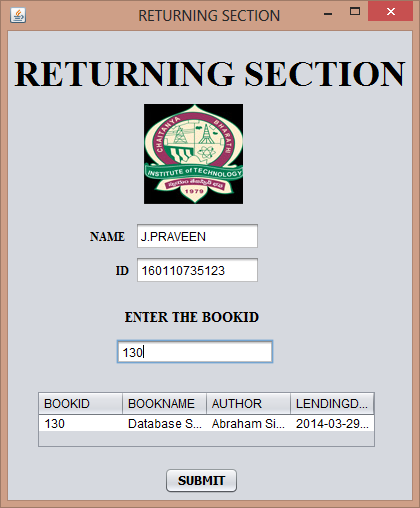 RETURNING SECTION
RETURNING SECTION
CHAITANYA BHARATHI
INSTITUTE of TECHNOLOGY
1979
NAME J.PRAVEEN
ID 160110735123
ENTER THE BOOKID
130
BOOKID BOOKNAME AUTHOR LENDINGD...
130 Database S... Abraham Si... 2014-03-29...
SUBMIT